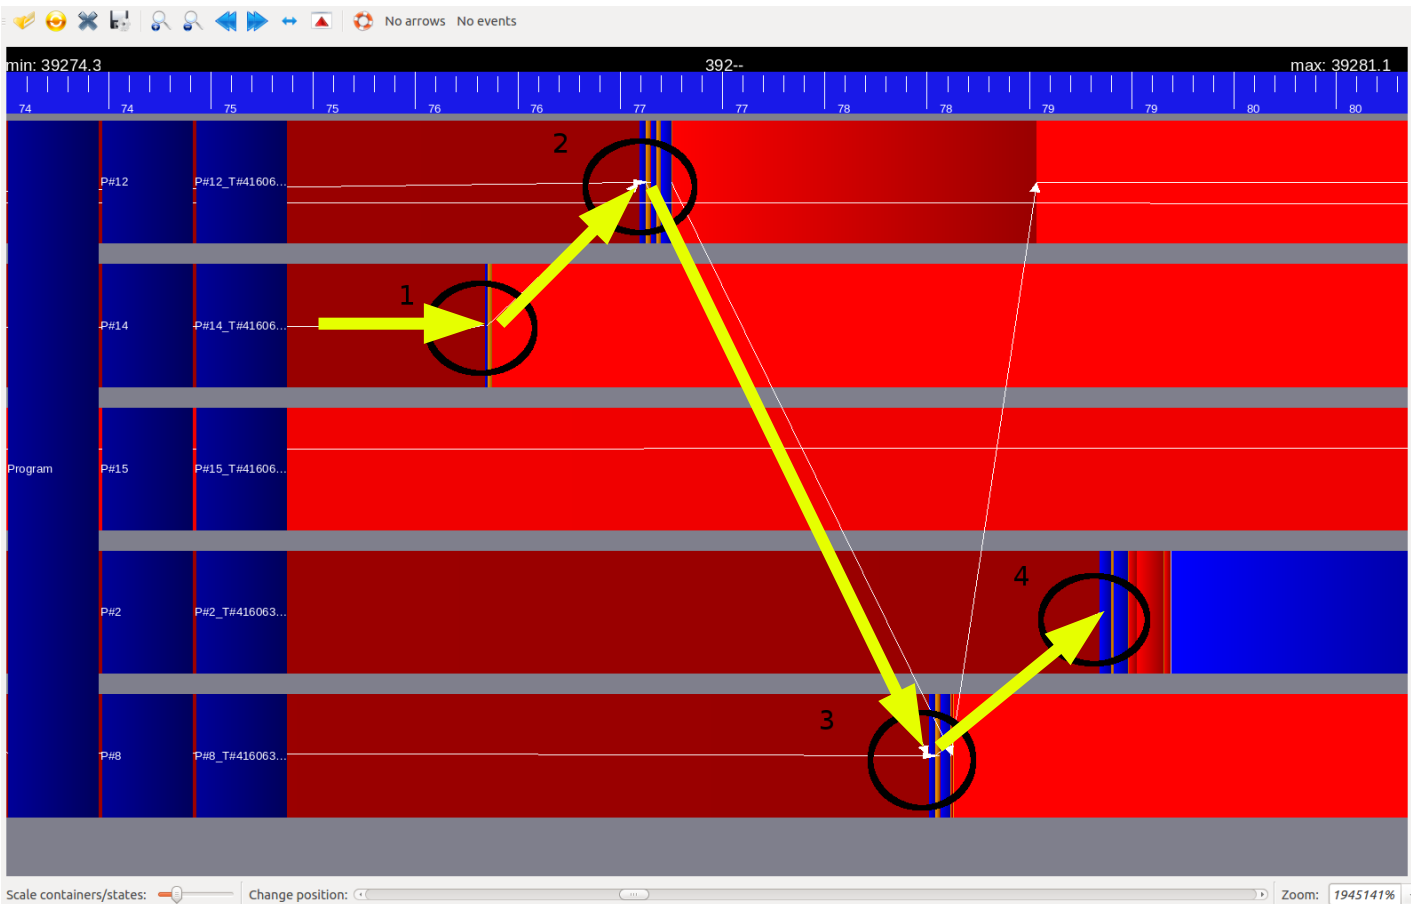 No arrows No events
min: 39274.3 392-- max: 39281.1
74 74 75 75 76 76 77 77 78 78 79 79 80 80
2
P#12 P#12_T#41606...
1
P#14 P#14_T#41606...
Program P#15 P#15_T#41606...
4
P#2 P#2_T#416063...
3
P#8 P#8_T#416063...
Scale containers/states: Change position: Zoom: 1945141%